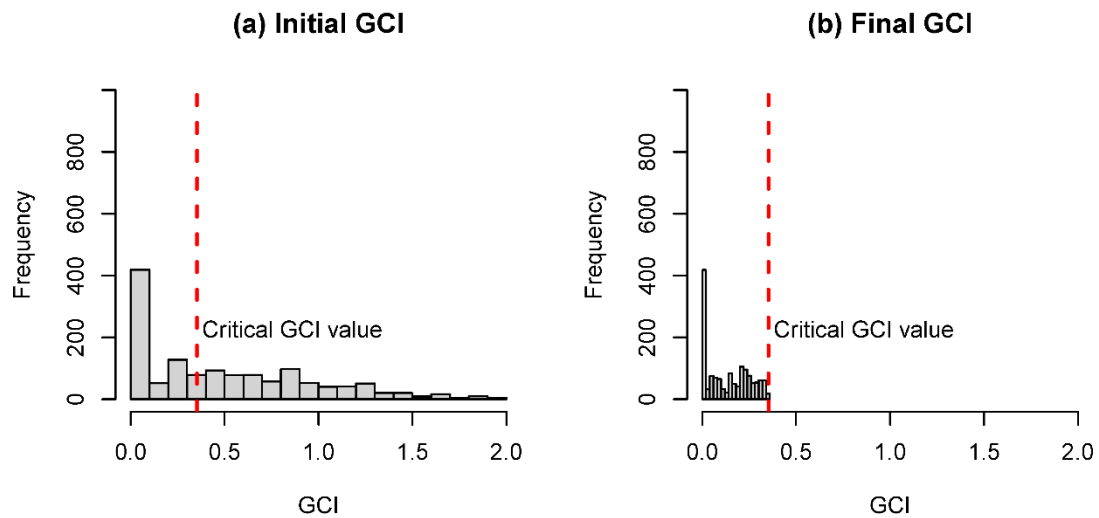 (a) Initial GCI
Frequency
800
600
400
200
0
Critical GCI value
0.0 0.5 1.0 1.5 2.0
GCI
(b) Final GCI
Frequency
800
600
400
200
0
Critical GCI value
0.0 0.5 1.0 1.5 2.0
GCI